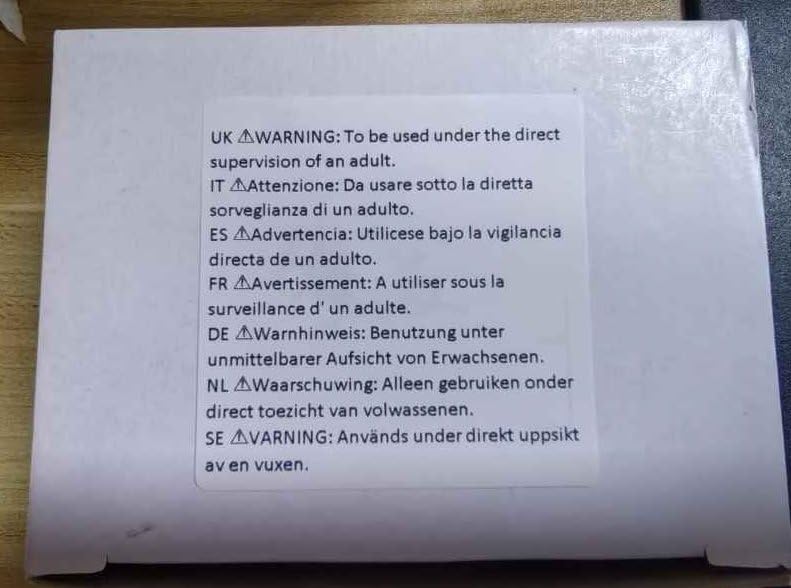 UK ⚠WARNING: To be used under the direct
supervision of an adult.
IT ⚠Attenzione: Da usare sotto la diretta
sorveglianza di un adulto.
ES ⚠Advertencia: Utilicese bajo la vigilancia
directa de un adulto.
FR ⚠Avertissement: A utiliser sous la
surveillance d' un adulte.
DE ⚠Warnhinweis: Benutzung unter
unmittelbarer Aufsicht von Erwachsenen.
NL ⚠Waarschuwing: Alleen gebruiken onder
direct toezicht van volwassenen.
SE ⚠VARNING: Används under direkt uppsikt
av en vuxen.